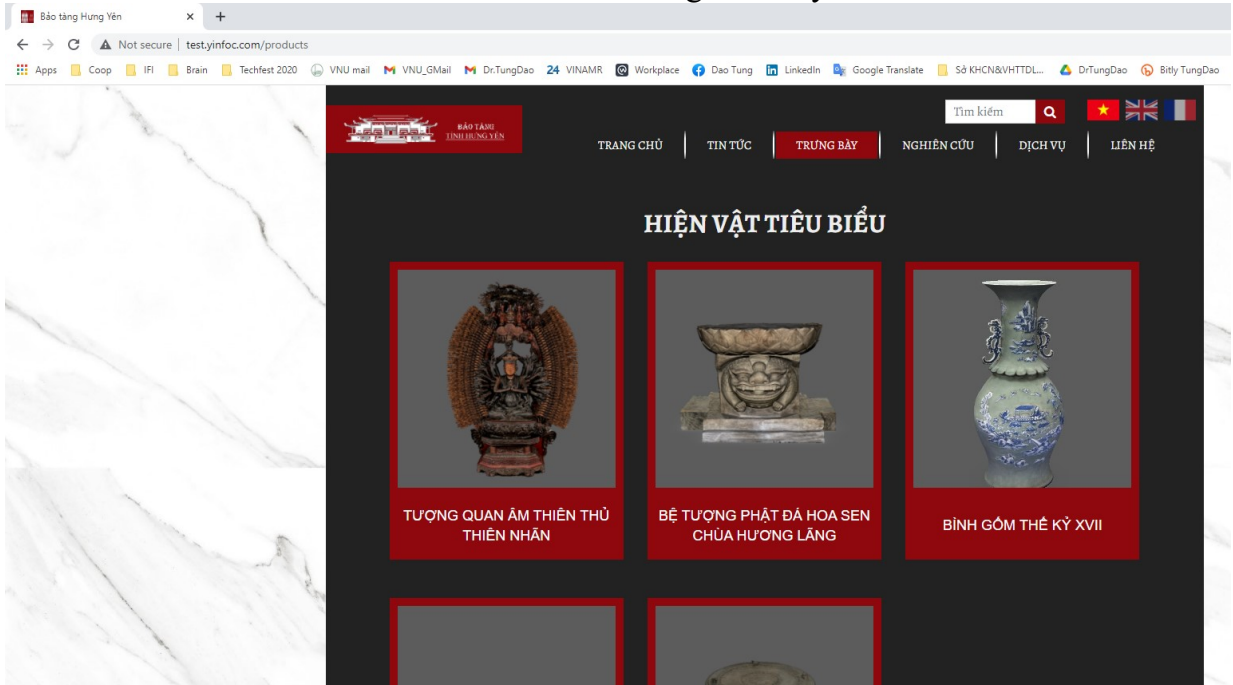 Bảo tàng Hưng Yên
Not secure | test.yinfoc.com/products
Apps Coop IFI Brain Techfest 2020 VNU mail VNU_GMail Dr.TungDao 24 VINAMR Workplace Dao Tung LinkedIn Google Translate Sở KHCN&VHTTDL... DrTungDao Bitly TungDao
Tìm kiếm
BẢO TÀNG
TỈNH HƯNG YÊN
TRANG CHỦ TIN TỨC TRƯNG BÀY NGHIÊN CỨU DỊCH VỤ LIÊN HỆ
HIỆN VẬT TIÊU BIỂU
TƯỢNG QUAN ÂM THIÊN THỦ
THIÊN NHÃN
BỆ TƯỢNG PHẬT ĐÁ HOA SEN
CHÙA HƯƠNG LÃNG
BÌNH GỐM THẾ KỶ XVII